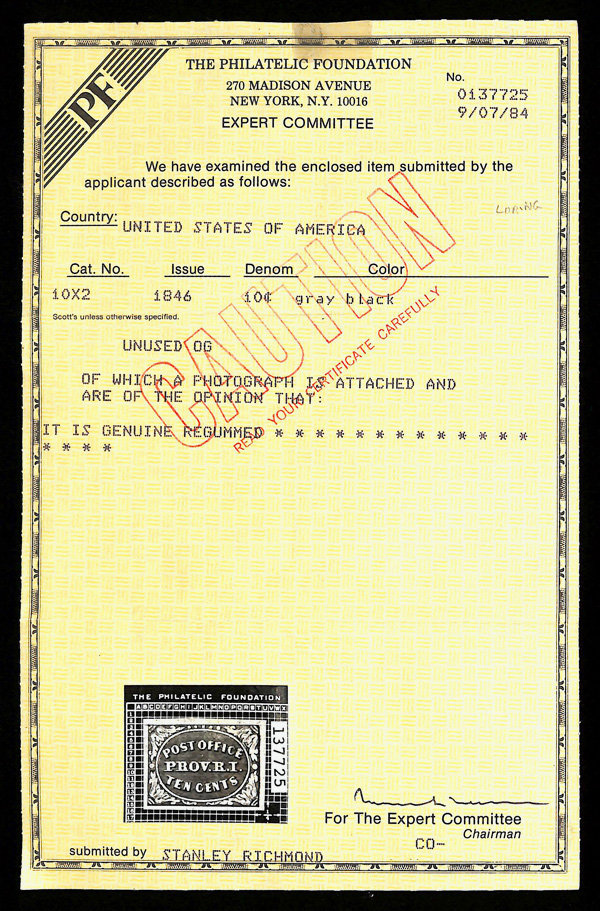 PF
THE PHILATELIC FOUNDATION
270 MADISON AVENUE
NEW YORK, N.Y. 10016
EXPERT COMMITTEE
No.
0137725
9/07/84
We have examined the enclosed item submitted by the
applicant described as follows:
Country: UNITED STATES OF AMERICA
Cat. No. Issue Denom Color
10X2 1846 10¢ gray black
Scott's unless otherwise specified.
UNUSED OG
OF WHICH A PHOTOGRAPH IS ATTACHED AND
ARE OF THE OPINION THAT:
IT IS GENUINE REGUMMED * * * * * * * * * * * * *
* * * *
CAUTION
READ YOUR CERTIFICATE CAREFULLY
THE PHILATELIC FOUNDATION
ABCDEFGHIJKLMNOPQRSTUVWX
POST OFFICE
PROV. R.I.
TEN CENTS
137725
For The Expert Committee
Chairman
CO-
submitted by STANLEY RICHMOND